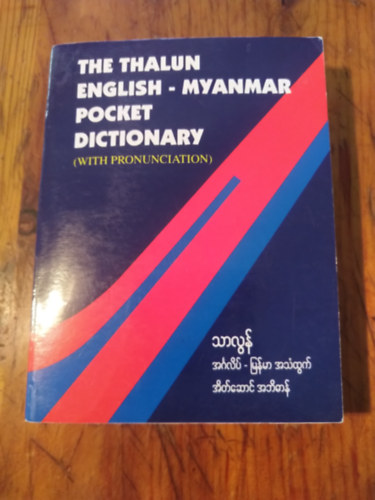 THE THALUN
ENGLISH - MYANMAR
POCKET
DICTIONARY
(WITH PRONUNCIATION)
သာလွန်
အင်္ဂလိပ် - မြန်မာ အသံထွက်
အိတ်ဆောင် အဘိဓာန်